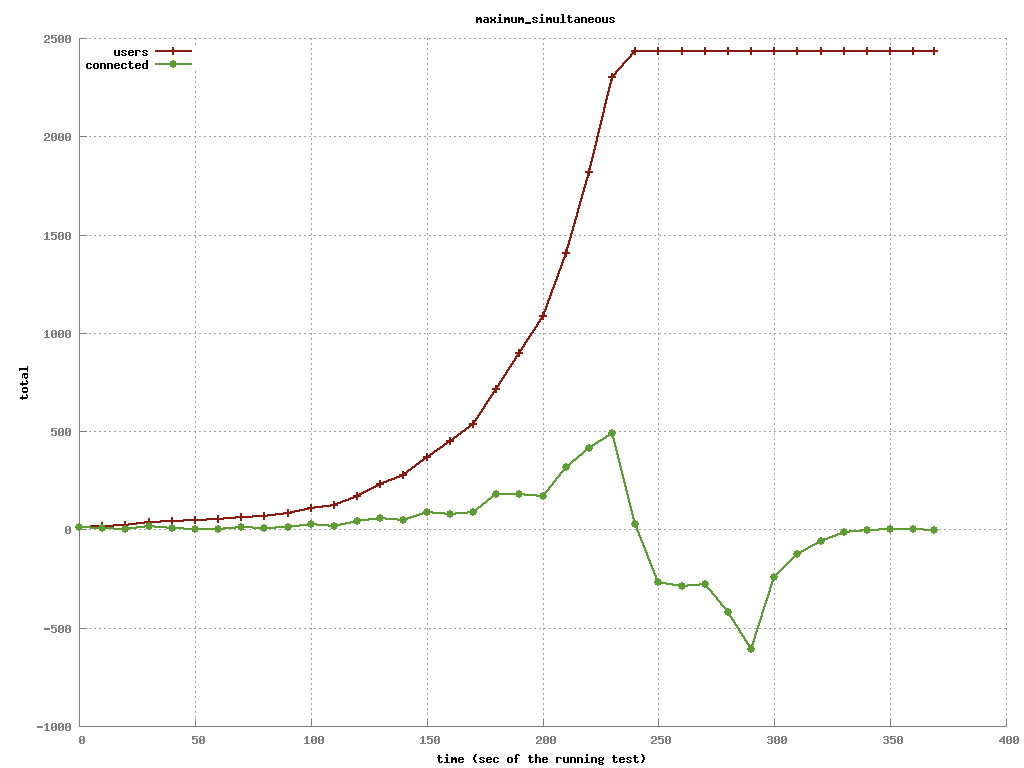 maximum_simultaneous
2500
users
connected
2000
1500
1000
total
500
0
-500
-1000
0 50 100 150 200 250 300 350 400
time (sec of the running test)